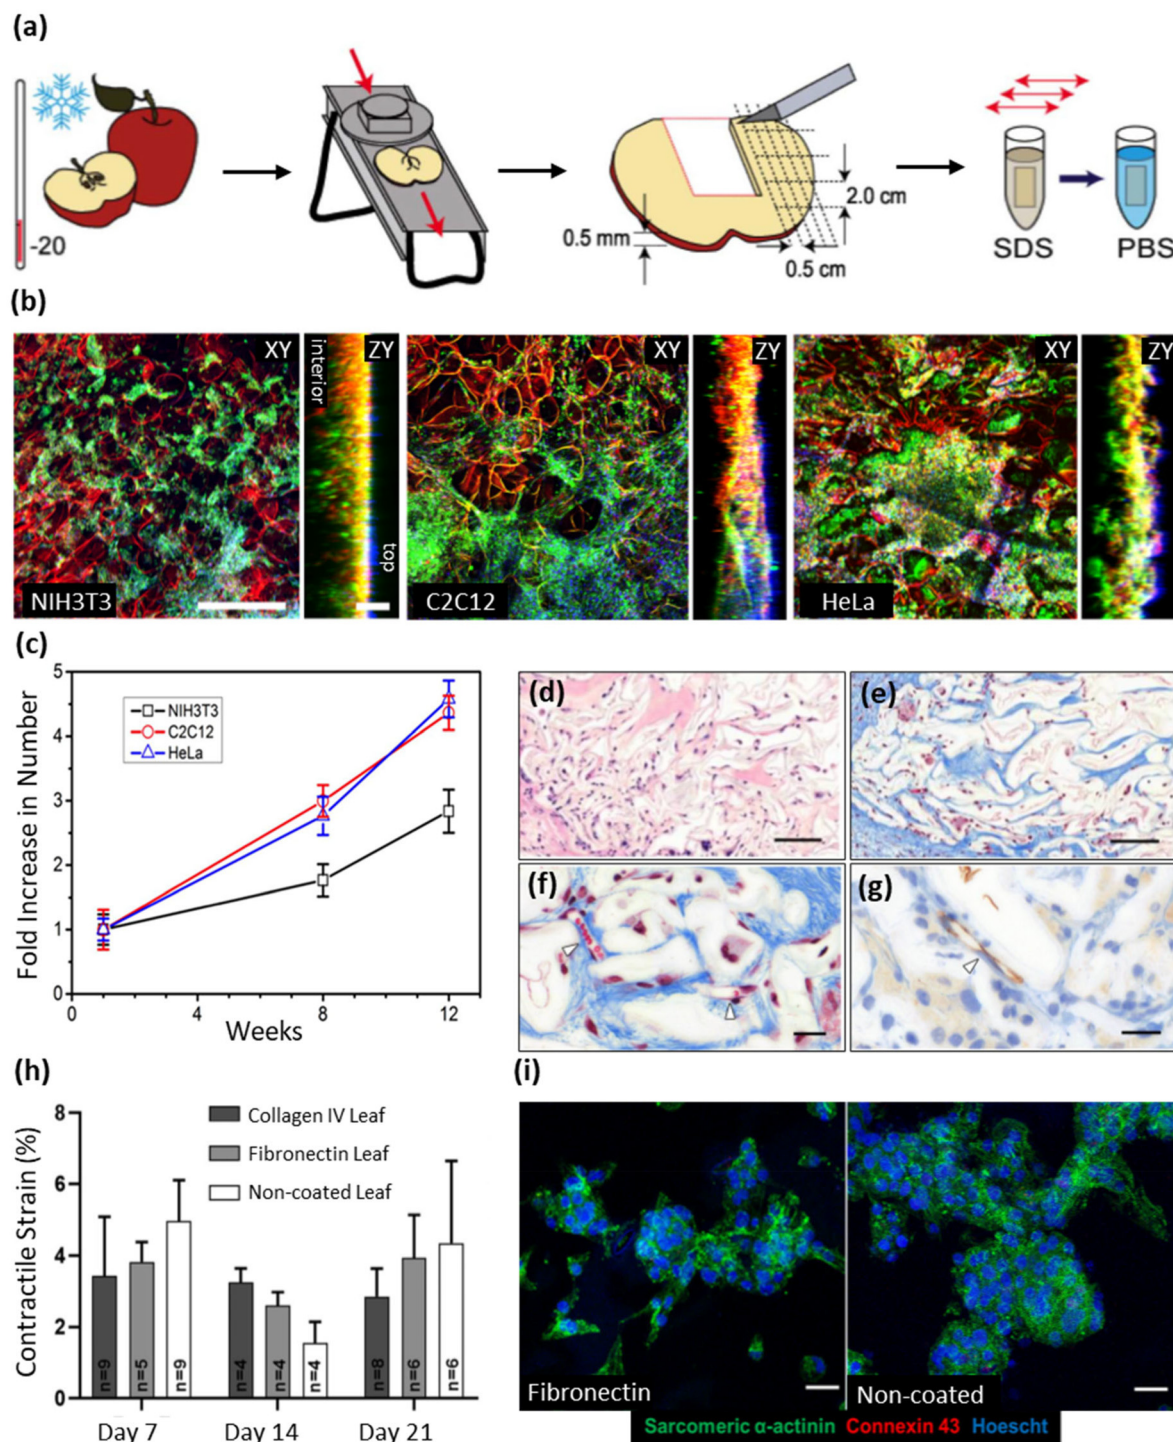 (a)
-20
0.5 mm
2.0 cm
0.5 cm
SDS
PBS
(b)
XY
interior
ZY
top
NIH3T3
XY
ZY
C2C12
XY
ZY
HeLa
(c)
Fold Increase in Number
5
4
3
2
1
0
NIH3T3
C2C12
HeLa
0
4
8
12
Weeks
(d)
(e)
(f)
(g)
(h)
Contractile Strain (%)
8
6
4
2
0
Collagen IV Leaf
Fibronectin Leaf
Non-coated Leaf
n=9
n=5
n=9
n=4
n=4
n=4
n=8
n=6
n=6
Day 7
Day 14
Day 21
(i)
Fibronectin
Non-coated
Sarcomeric α-actinin Connexin 43 Hoescht